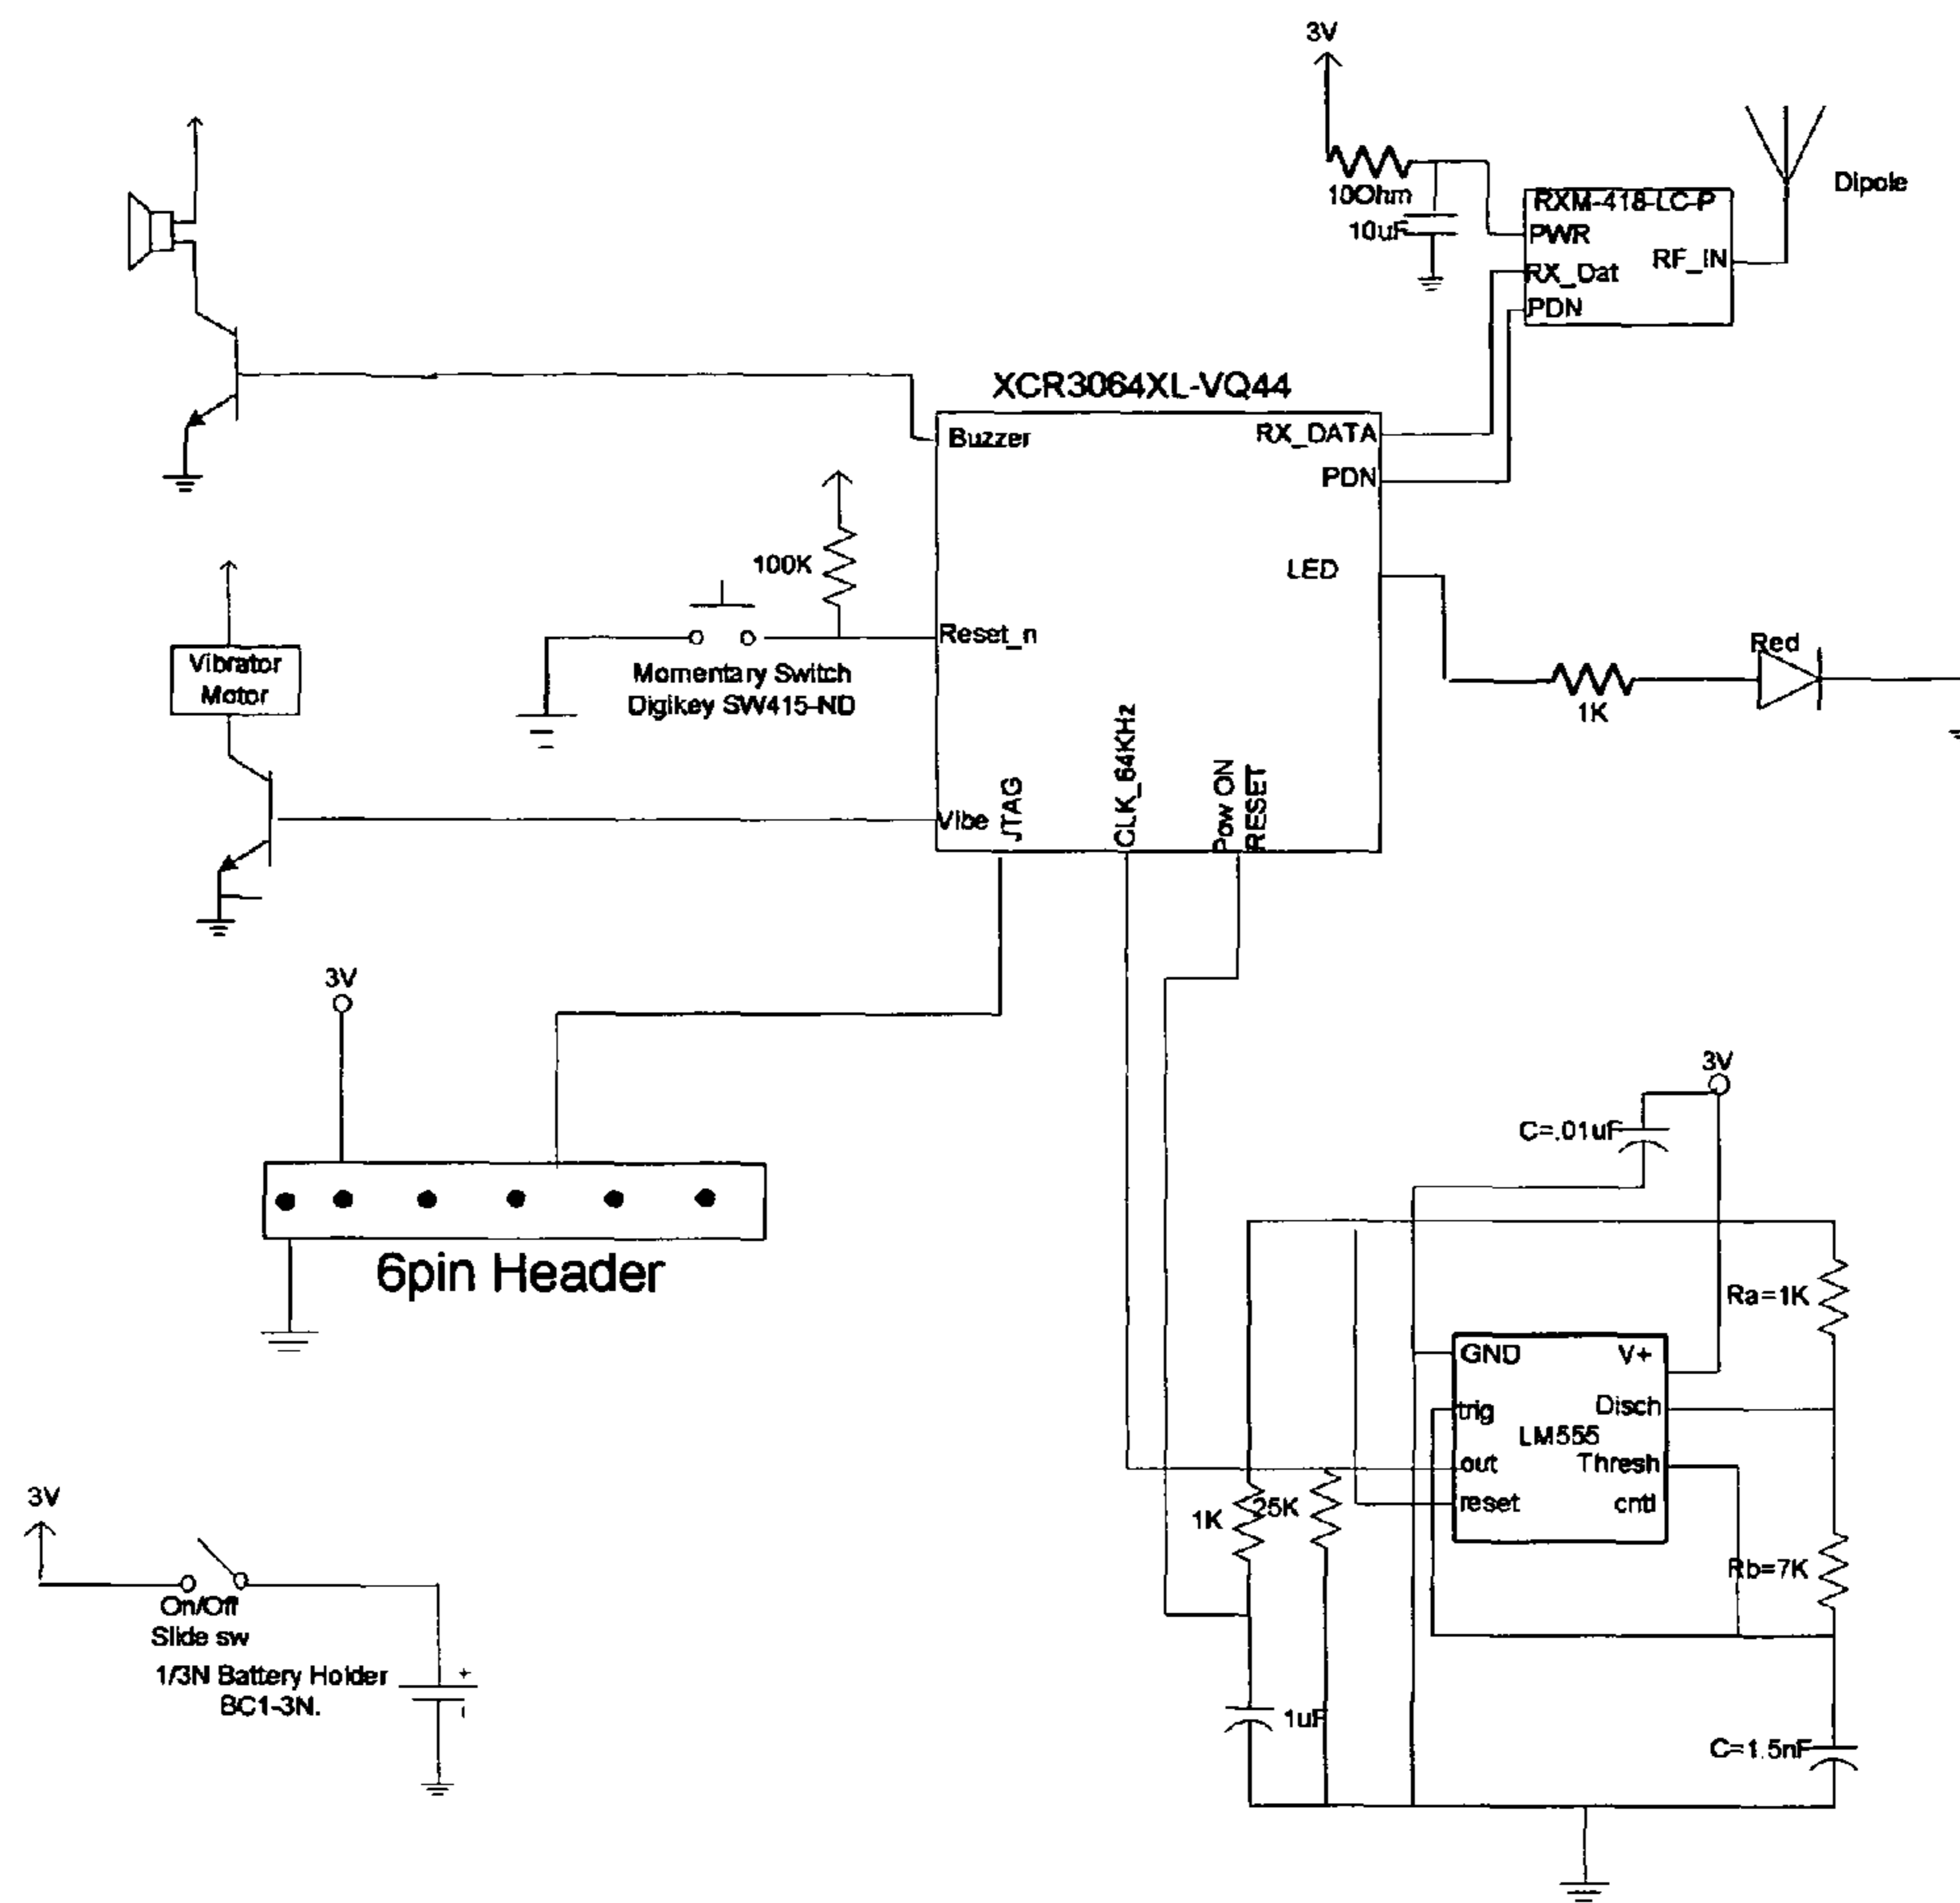 3V
Dipole
10Ohm
10uF
RXM-418-LC-P
PWR
RF_IN
RX_Dat
PDN
XCR3064XL-VQ44
Buzzer
RX_DATA
PDN
100K
LED
Reset_n
Momentary Switch
Digikey SW415-ND
Red
1K
Vibrator
Motor
Vibe
JTAG
CLK_64KHz
Pow ON
RESET
3V
6pin Header
3V
C=.01uF
Ra=1K
GND
V+
trig
Disch
LM555
out
Thresh
reset
cntl
1K
25K
Rb=7K
1uF
C=1.5nF
3V
On/Off
Slide sw
1/3N Battery Holder
BC1-3N.
+